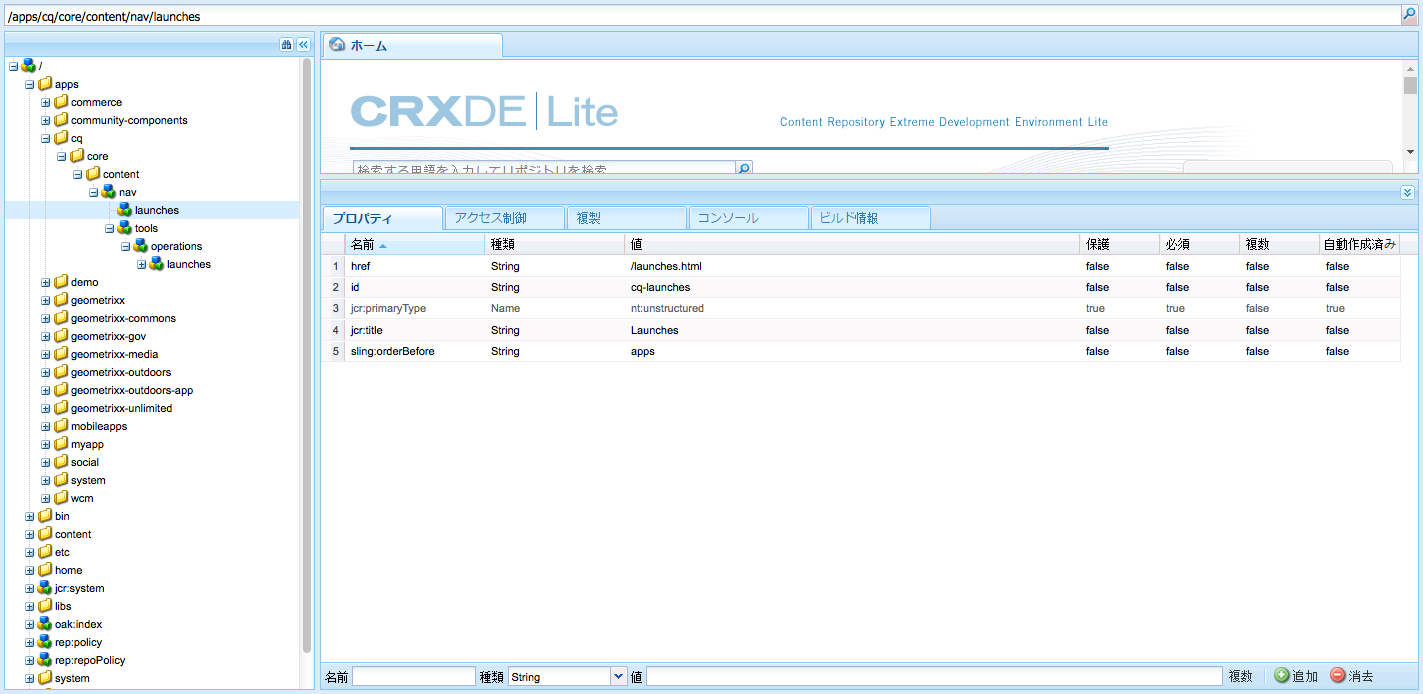 /apps/cq/core/content/nav/launches
/
apps
commerce
community-components
cq
core
content
nav
launches
tools
operations
launches
demo
geometrixx
geometrixx-commons
geometrixx-gov
geometrixx-media
geometrixx-outdoors
geometrixx-outdoors-app
geometrixx-unlimited
mobileapps
myapp
social
system
wcm
bin
content
etc
home
jcr:system
libs
oak:index
rep:policy
rep:repoPolicy
system
ホーム
CRXDE Lite
Content Repository Extreme Development Environment Lite
検索する用語を入力してリポジトリを検索
プロパティ アクセス制御 複製 コンソール ビルド情報
名前 種類 値 保護 必須 複数 自動作成済み
1 href String /launches.html false false false false
2 id String cq-launches false false false false
3 jcr:primaryType Name nt:unstructured true true false true
4 jcr:title String Launches false false false false
5 sling:orderBefore String apps false false false false
名前 種類 String 値 複数 追加 消去